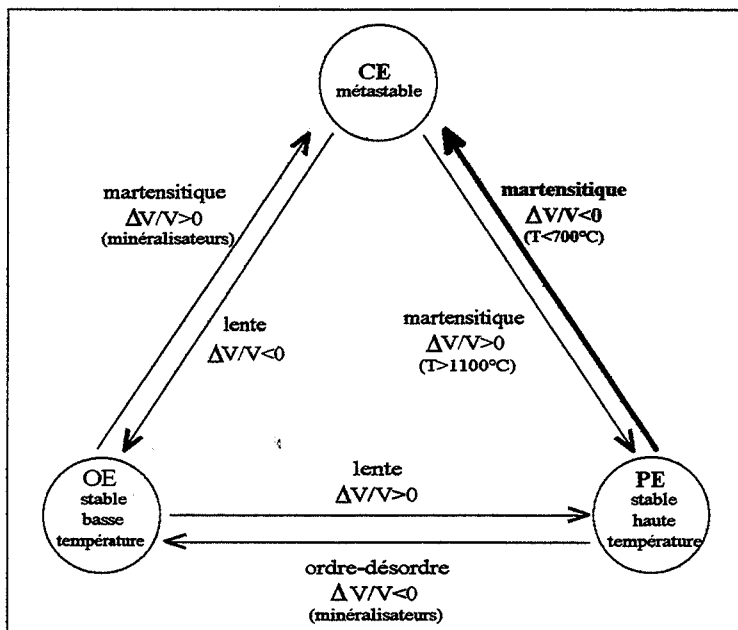 CE
métastable
martensitique
ΔV/V>0
(minéralisateurs)
martensitique
ΔV/V<0
(T<700°C)
lente
ΔV/V<0
martensitique
ΔV/V>0
(T>1100°C)
OE
stable
basse
température
lente
ΔV/V>0
PE
stable
haute
température
ordre-désordre
ΔV/V<0
(minéralisateurs)